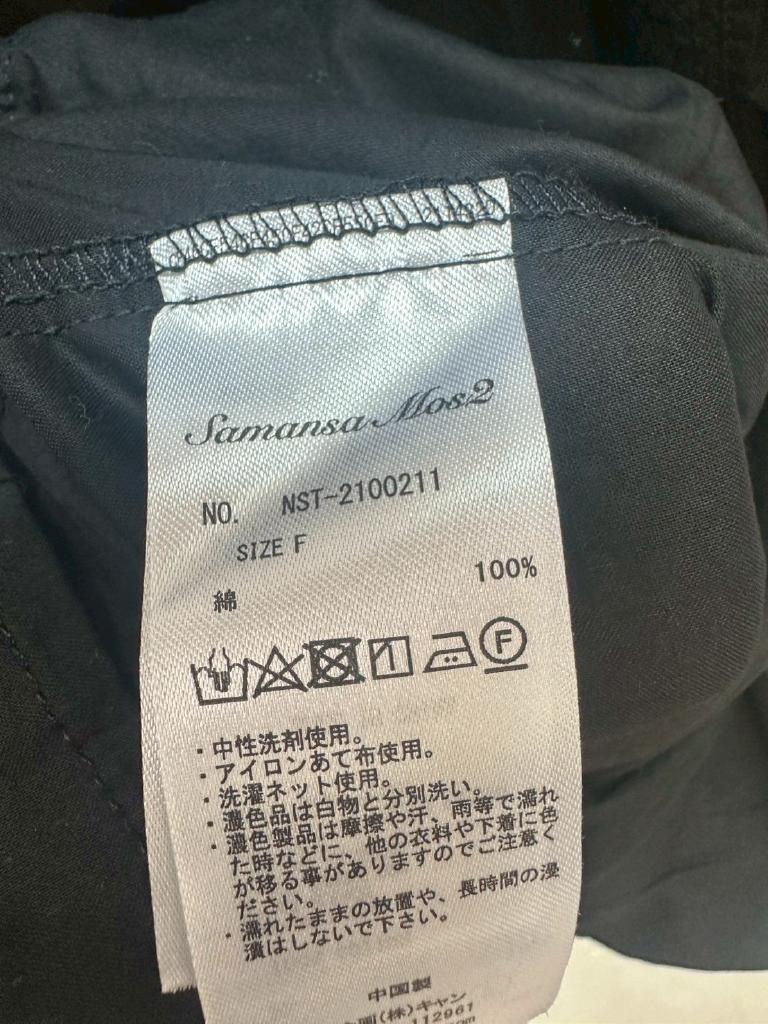 Samansa Mos2
NO. NST-2100211
SIZE F
綿 100%
F
・中性洗剤使用。
・アイロンあて布使用。
・洗濯ネット使用。
・濃色品は白物と分別洗い。
・濃色製品は摩擦や汗、雨等で濡れ
た時などに、他の衣料や下着に色
が移る事がありますのでご注意く
ださい。
・濡れたままの放置や、長時間の浸
漬はしないで下さい。
中国製
画(株)キャン
112961
com